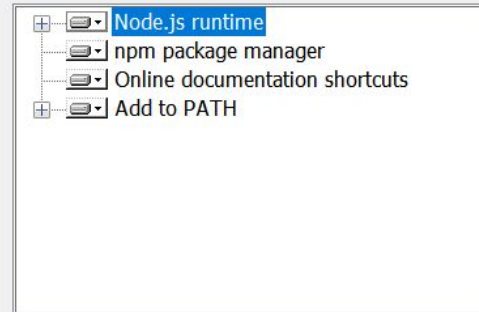 Node.js runtime
npm package manager
Online documentation shortcuts
Add to PATH